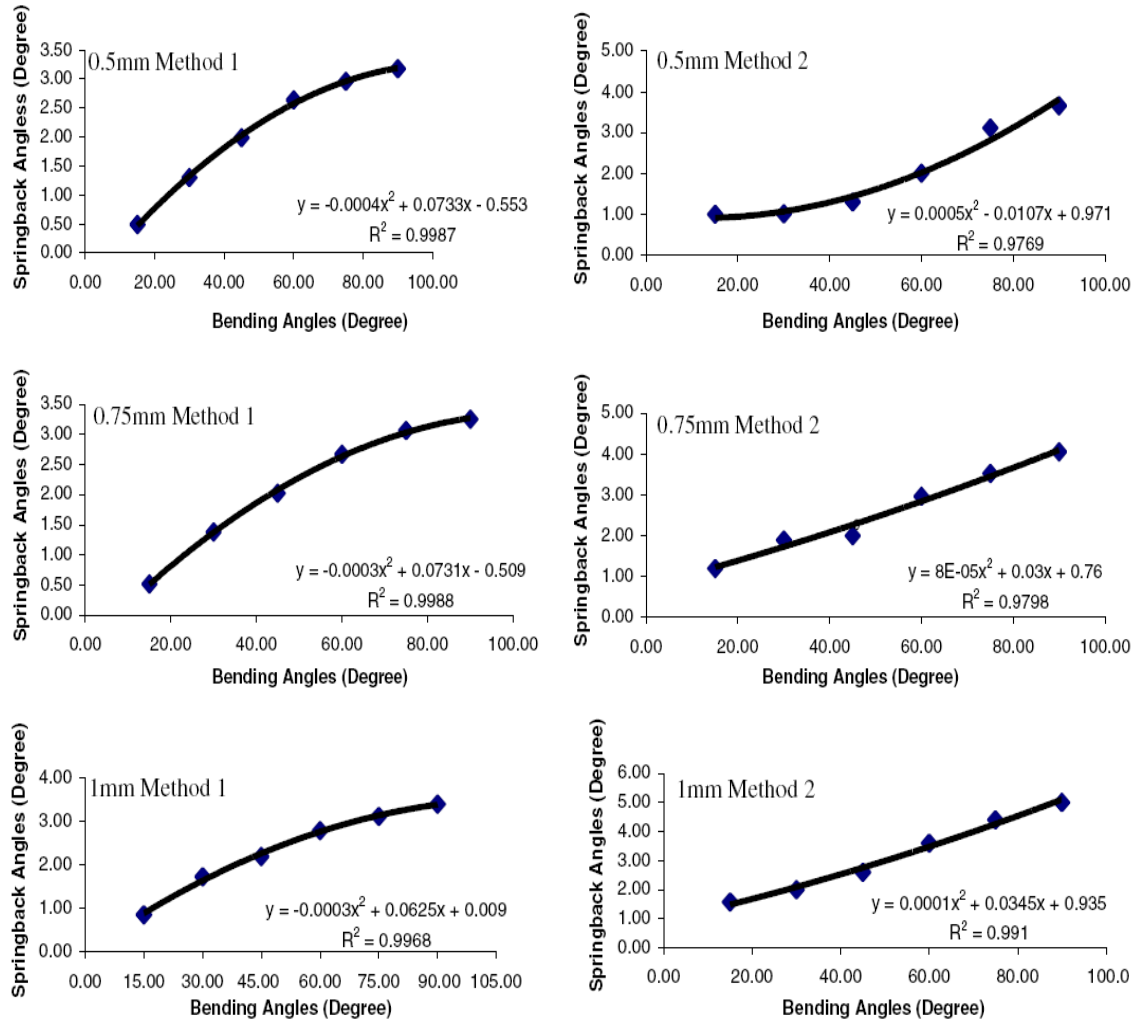 0.5mm Method 1
Springback Angless (Degree)
3.50
3.00
2.50
2.00
1.50
1.00
0.50
0.00
y = -0.0004x² + 0.0733x - 0.553
R² = 0.9987
0.00 20.00 40.00 60.00 80.00 100.00
Bending Angles (Degree)
0.5mm Method 2
Springback Angles (Degree)
5.00
4.00
3.00
2.00
1.00
0.00
y = 0.0005x² - 0.0107x + 0.971
R² = 0.9769
0.00 20.00 40.00 60.00 80.00 100.00
Bending Angles (Degree)
0.75mm Method 1
Springback Angles (Degree)
3.50
3.00
2.50
2.00
1.50
1.00
0.50
0.00
y = -0.0003x² + 0.0731x - 0.509
R² = 0.9988
0.00 20.00 40.00 60.00 80.00 100.00
Bending Angles (Degree)
0.75mm Method 2
Springback Angles (Degree)
5.00
4.00
3.00
2.00
1.00
0.00
y = 8E-05x² + 0.03x + 0.76
R² = 0.9798
0.00 20.00 40.00 60.00 80.00 100.00
Bending Angles (Degree)
1mm Method 1
Springback Angles (Degree)
4.00
3.00
2.00
1.00
0.00
y = -0.0003x² + 0.0625x + 0.009
R² = 0.9968
0.00 15.00 30.00 45.00 60.00 75.00 90.00 105.00
Bending Angles (Degree)
1mm Method 2
Springback Angles (Degree)
6.00
5.00
4.00
3.00
2.00
1.00
0.00
y = 0.0001x² + 0.0345x + 0.935
R² = 0.991
0.00 20.00 40.00 60.00 80.00 100.0
Bending Angles (Degree)